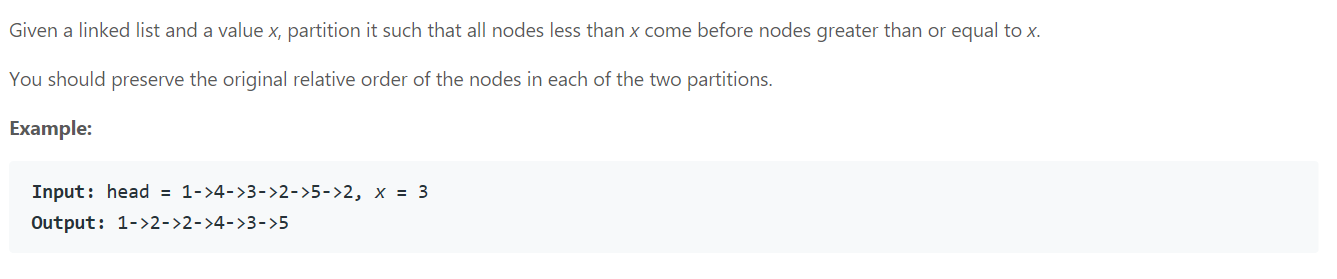 Given a linked list and a value x, partition it such that all nodes less than x come before nodes greater than or equal to x.
You should preserve the original relative order of the nodes in each of the two partitions.
Example:
Input: head = 1->4->3->2->5->2, x = 3
Output: 1->2->2->4->3->5